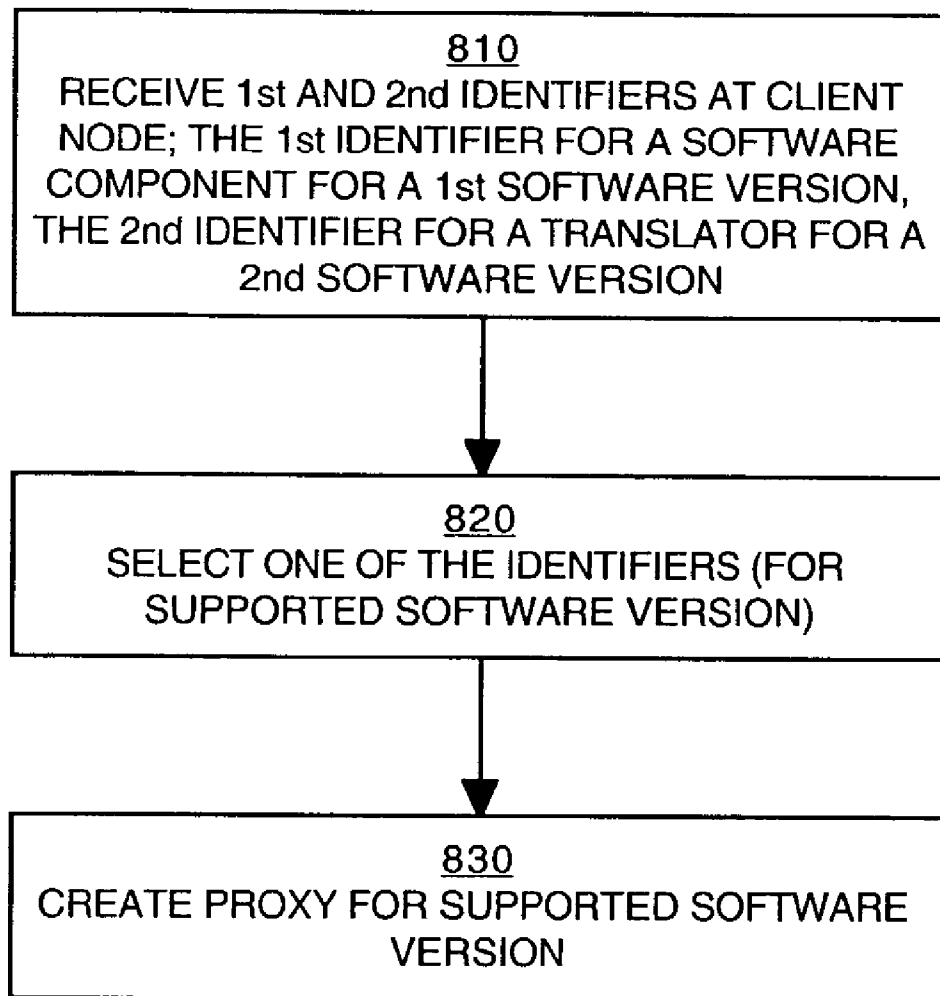 810
RECEIVE 1st AND 2nd IDENTIFIERS AT CLIENT
NODE; THE 1st IDENTIFIER FOR A SOFTWARE
COMPONENT FOR A 1st SOFTWARE VERSION,
THE 2nd IDENTIFIER FOR A TRANSLATOR FOR A
2nd SOFTWARE VERSION
820
SELECT ONE OF THE IDENTIFIERS (FOR
SUPPORTED SOFTWARE VERSION)
830
CREATE PROXY FOR SUPPORTED SOFTWARE
VERSION